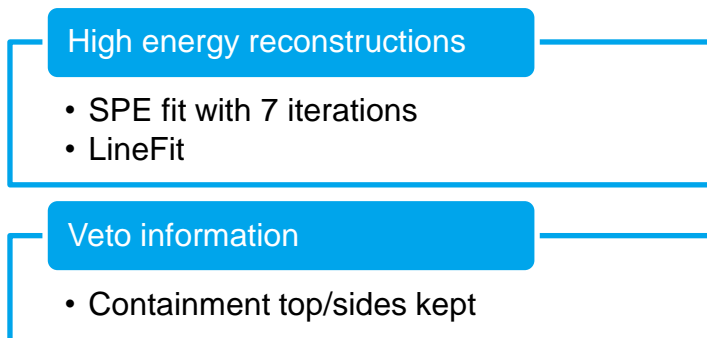 High energy reconstructions
• SPE fit with 7 iterations
• LineFit
Veto information
• Containment top/sides kept